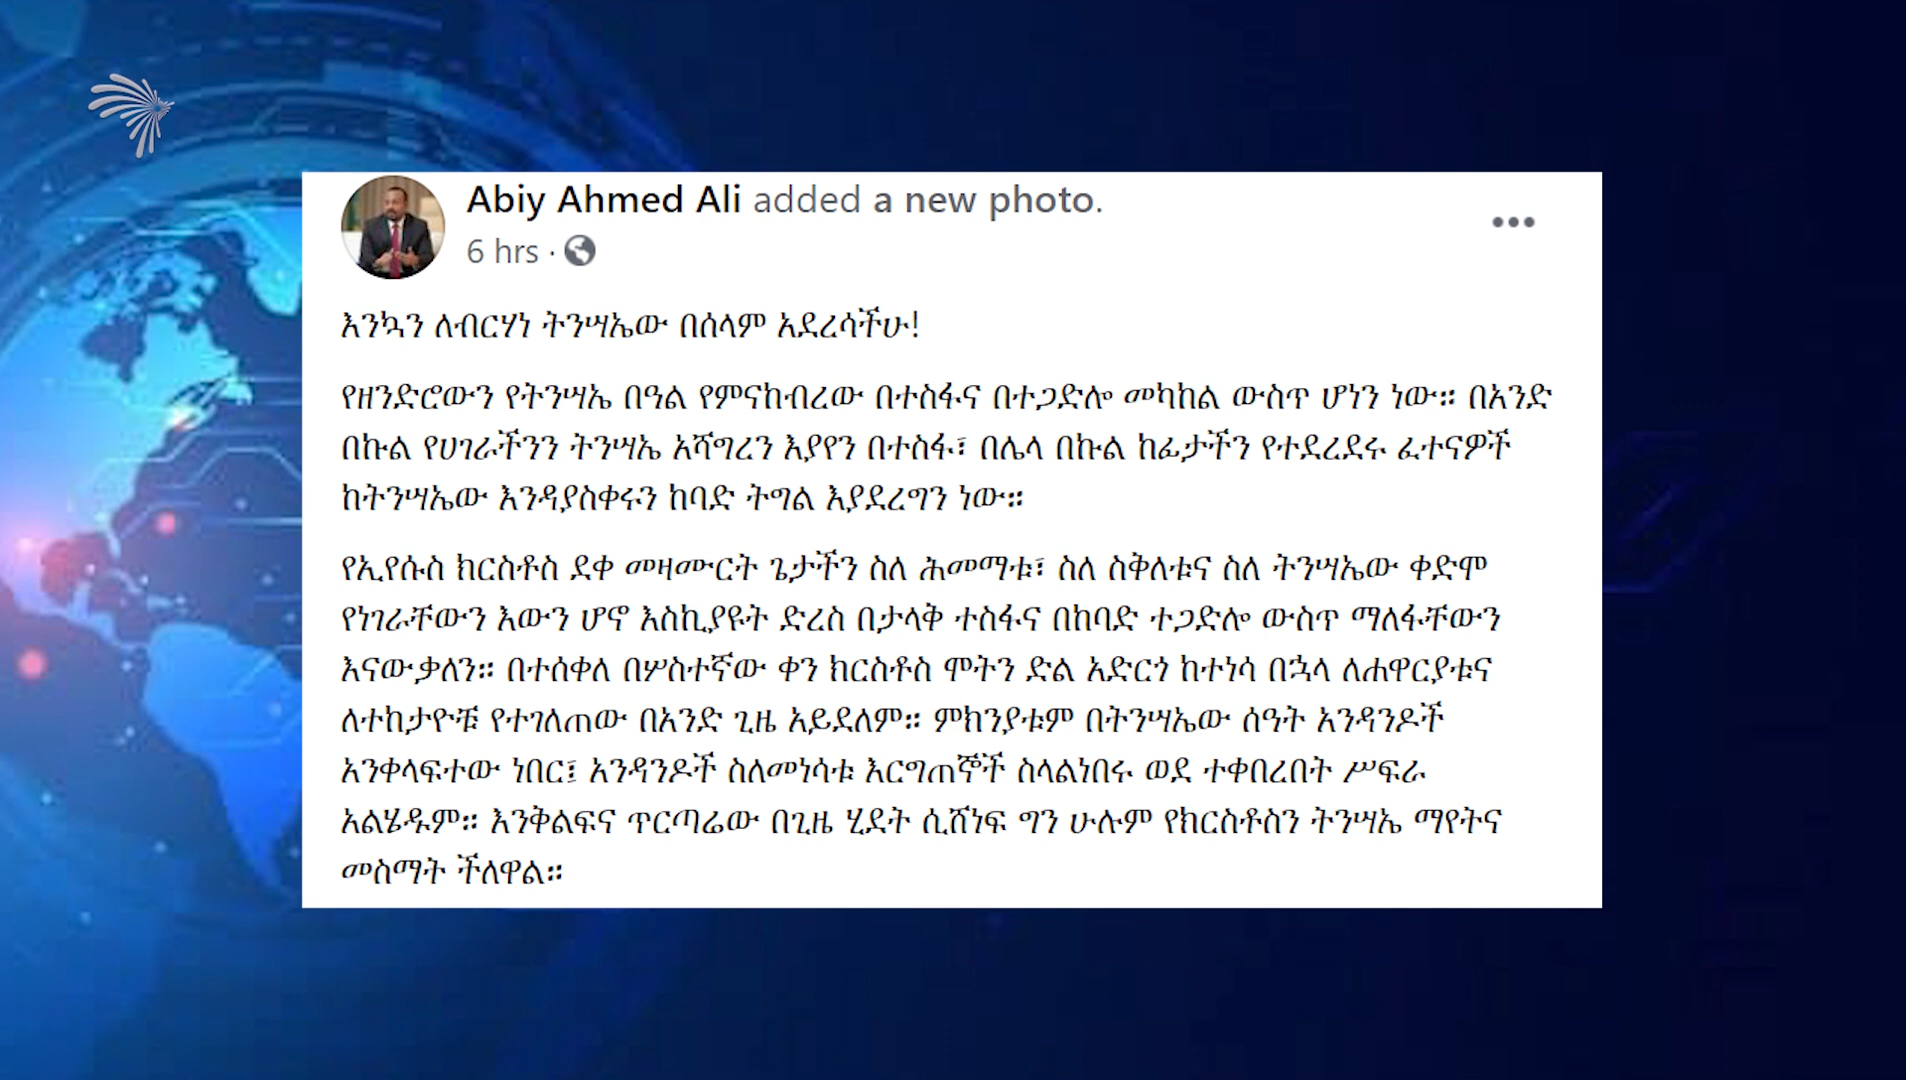 Abiy Ahmed Ali added a new photo.
6 hrs ·
እንኳን ለብርሃነ ትንሣኤው በሰላም አደረሳችሁ!
የዘንድሮውን የትንሣኤ በዓል የምናከብረው በተስፋና በተጋድሎ መካከል ውስጥ ሆነን ነው። በአንድ
በኩል የሀገራችንን ትንሣኤ አሻግረን እያየን በተስፋ፣ በሌላ በኩል ከፊታችን የተደረደሩ ፈተናዎች
ከትንሣኤው እንዳያስቀሩን ከባድ ትግል እያደረግን ነው።
የኢየሱስ ክርስቶስ ደቀ መዛሙርት ጌታችን ስለ ሕመማቱ፣ ስለ ስቅለቱና ስለ ትንሣኤው ቀድሞ
የነገራቸውን እውን ሆኖ እስኪያዩት ድረስ በታላቅ ተስፋና በከባድ ተጋድሎ ውስጥ ማለፋቸውን
እናውቃለን። በተሰቀለ በሦስተኛው ቀን ክርስቶስ ሞትን ድል አድርጎ ከተነሳ በኋላ ለሐዋርያቱና
ለተከታዮቹ የተገለጠው በአንድ ጊዜ አይደለም። ምክንያቱም በትንሣኤው ሰዓት አንዳንዶች
አንቀላፍተው ነበር፤ አንዳንዶች ስለመነሳቱ እርግጠኞች ስላልነበሩ ወደ ተቀበረበት ሥፍራ
አልሄዱም። እንቅልፍና ጥርጣሬው በጊዜ ሂደት ሲሸነፍ ግን ሁሉም የክርስቶስን ትንሣኤ ማየትና
መስማት ችለዋል።